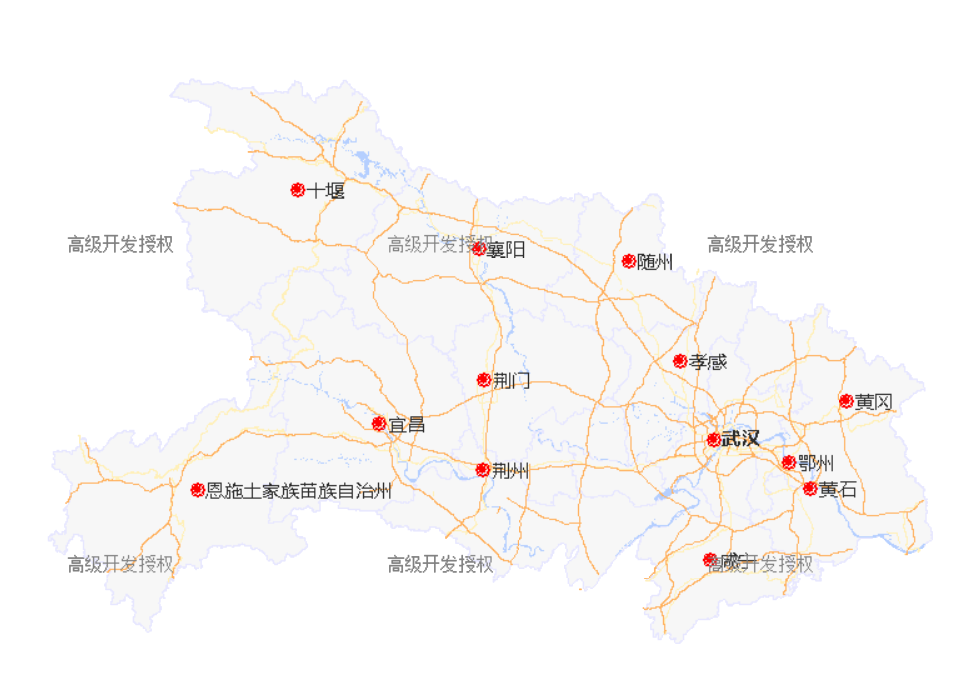 十堰
高级开发授权
高级开发授权
高级开发授权
襄阳
随州
孝感
荆门
黄冈
宜昌
武汉
鄂州
荆州
恩施土家族苗族自治州
黄石
高级开发授权
高级开发授权
高级开发授权
咸宁